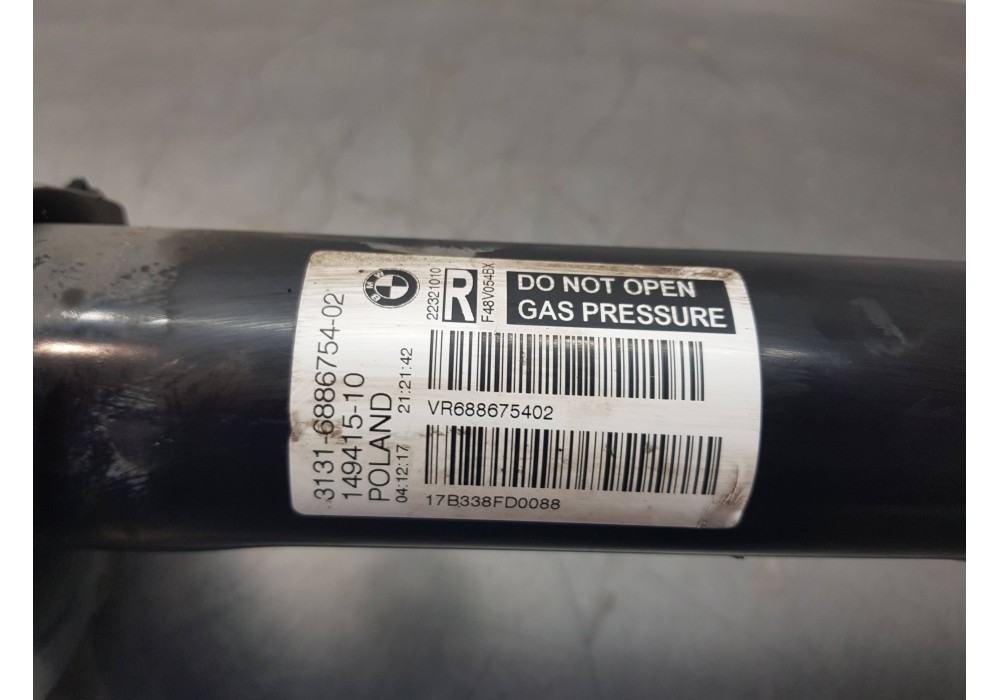 BMW
22321010
R
F48V054BX
DO NOT OPEN
GAS PRESSURE
3131-6886754-02
149415-10
POLAND
04:12:17 21:21:42
VR688675402
17B338FD0088